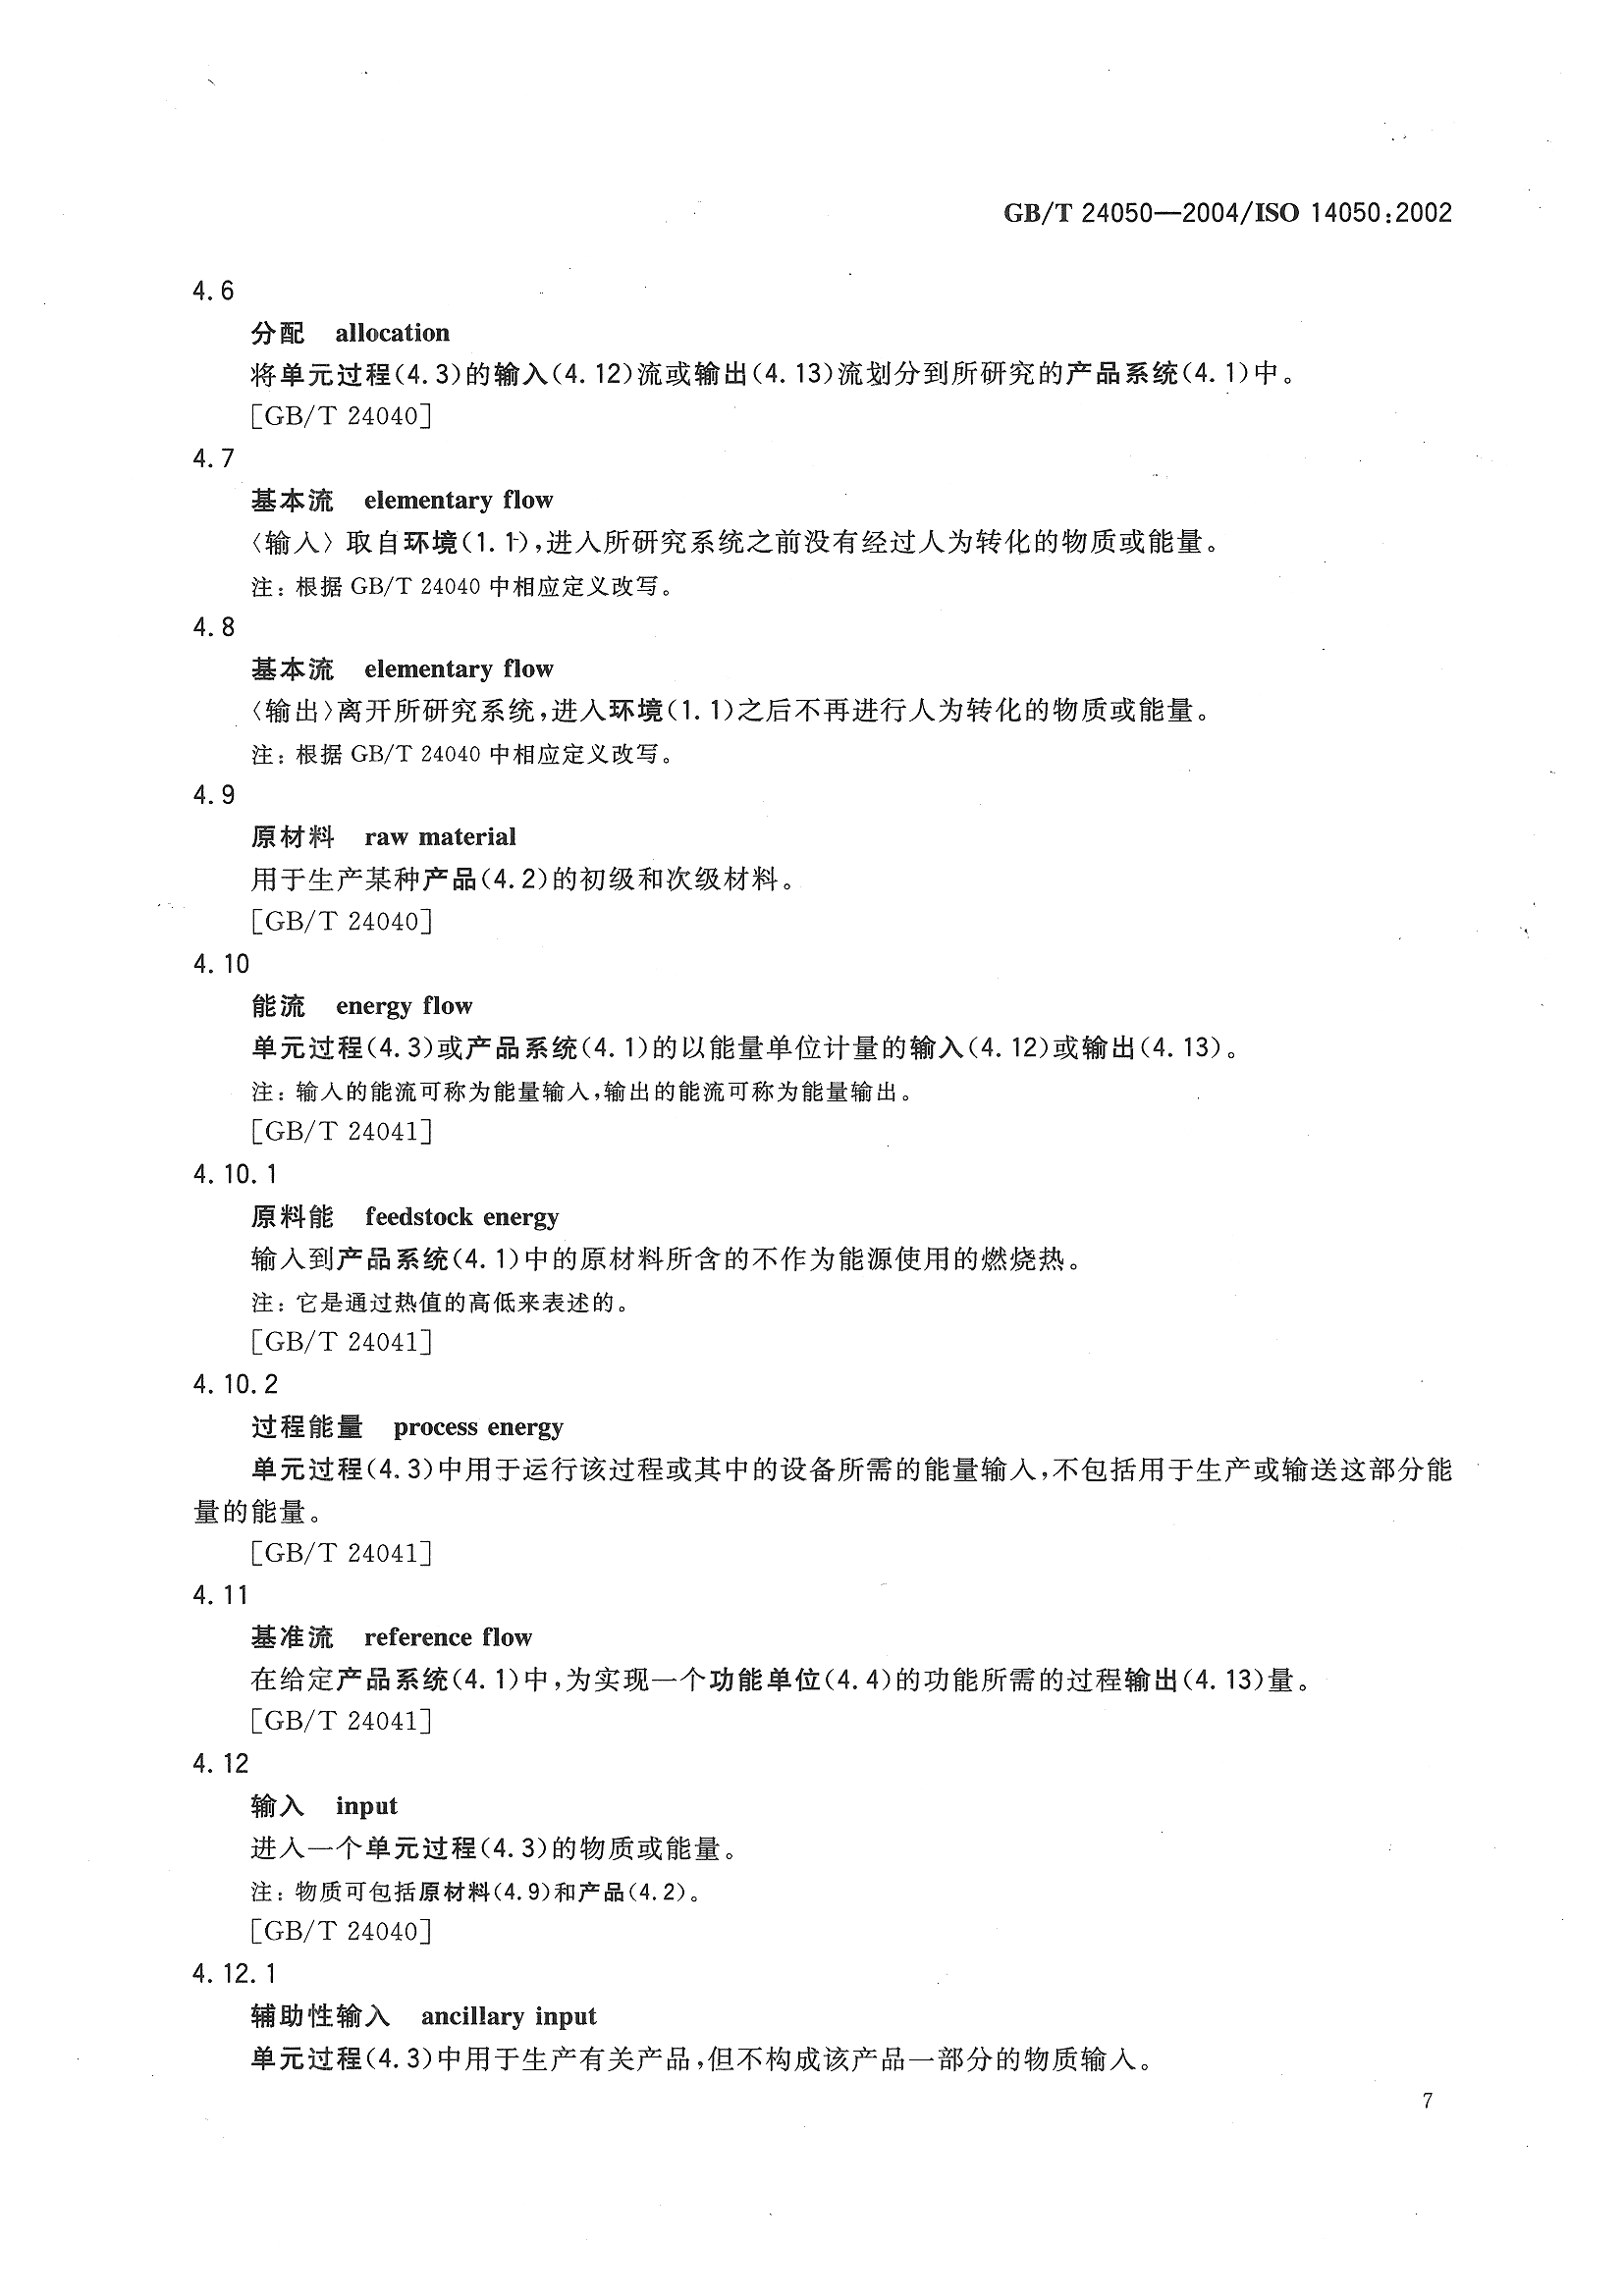 GB/T 24050—2004/ISO 14050:2002
4.6
分配 allocation
将单元过程(4.3)的输入(4.12)流或输出(4.13)流划分到所研究的产品系统(4.1)中。
[GB/T 24040]
4.7
基本流 elementary flow
〈输入〉取自环境(1.1),进入所研究系统之前没有经过人为转化的物质或能量。
注：根据 GB/T 24040 中相应定义改写。
4.8
基本流 elementary flow
〈输出〉离开所研究系统,进入环境(1.1)之后不再进行人为转化的物质或能量。
注：根据 GB/T 24040 中相应定义改写。
4.9
原材料 raw material
用于生产某种产品(4.2)的初级和次级材料。
[GB/T 24040]
4.10
能流 energy flow
单元过程(4.3)或产品系统(4.1)的以能量单位计量的输入(4.12)或输出(4.13)。
注：输入的能流可称为能量输入,输出的能流可称为能量输出。
[GB/T 24041]
4.10.1
原料能 feedstock energy
输入到产品系统(4.1)中的原材料所含的不作为能源使用的燃烧热。
注：它是通过热值的高低来表述的。
[GB/T 24041]
4.10.2
过程能量 process energy
单元过程(4.3)中用于运行该过程或其中的设备所需的能量输入,不包括用于生产或输送这部分能
量的能量。
[GB/T 24041]
4.11
基准流 reference flow
在给定产品系统(4.1)中,为实现一个功能单位(4.4)的功能所需的过程输出(4.13)量。
[GB/T 24041]
4.12
输入 input
进入一个单元过程(4.3)的物质或能量。
注：物质可包括原材料(4.9)和产品(4.2)。
[GB/T 24040]
4.12.1
辅助性输入 ancillary input
单元过程(4.3)中用于生产有关产品,但不构成该产品一部分的物质输入。
7